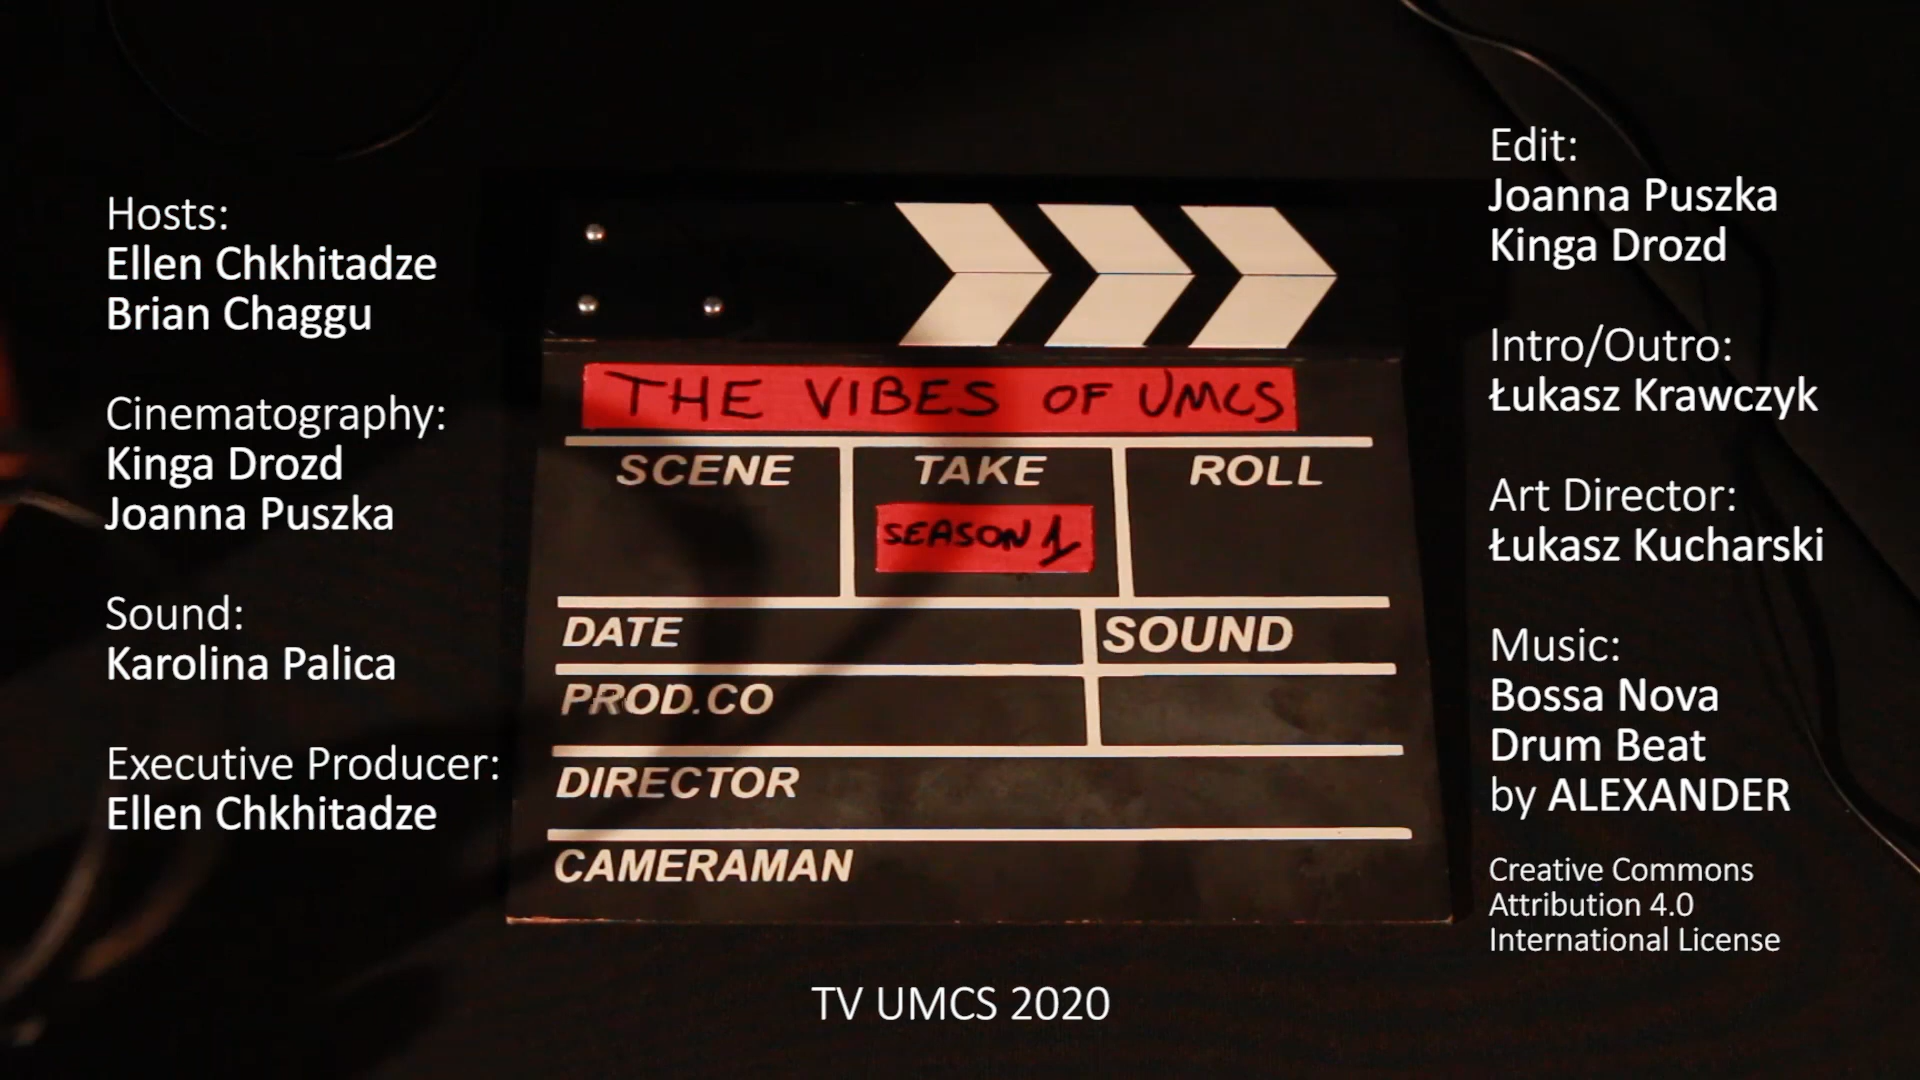 Hosts:
Ellen Chkhitadze
Brian Chaggu
Cinematography:
Kinga Drozd
Joanna Puszka
Sound:
Karolina Palica
Executive Producer:
Ellen Chkhitadze
THE VIBES OF UMCS
SCENE TAKE ROLL
SEASON 1
DATE SOUND
PROD.CO
DIRECTOR
CAMERAMAN
Edit:
Joanna Puszka
Kinga Drozd
Intro/Outro:
Łukasz Krawczyk
Art Director:
Łukasz Kucharski
Music:
Bossa Nova
Drum Beat
by ALEXANDER
Creative Commons
Attribution 4.0
International License
TV UMCS 2020